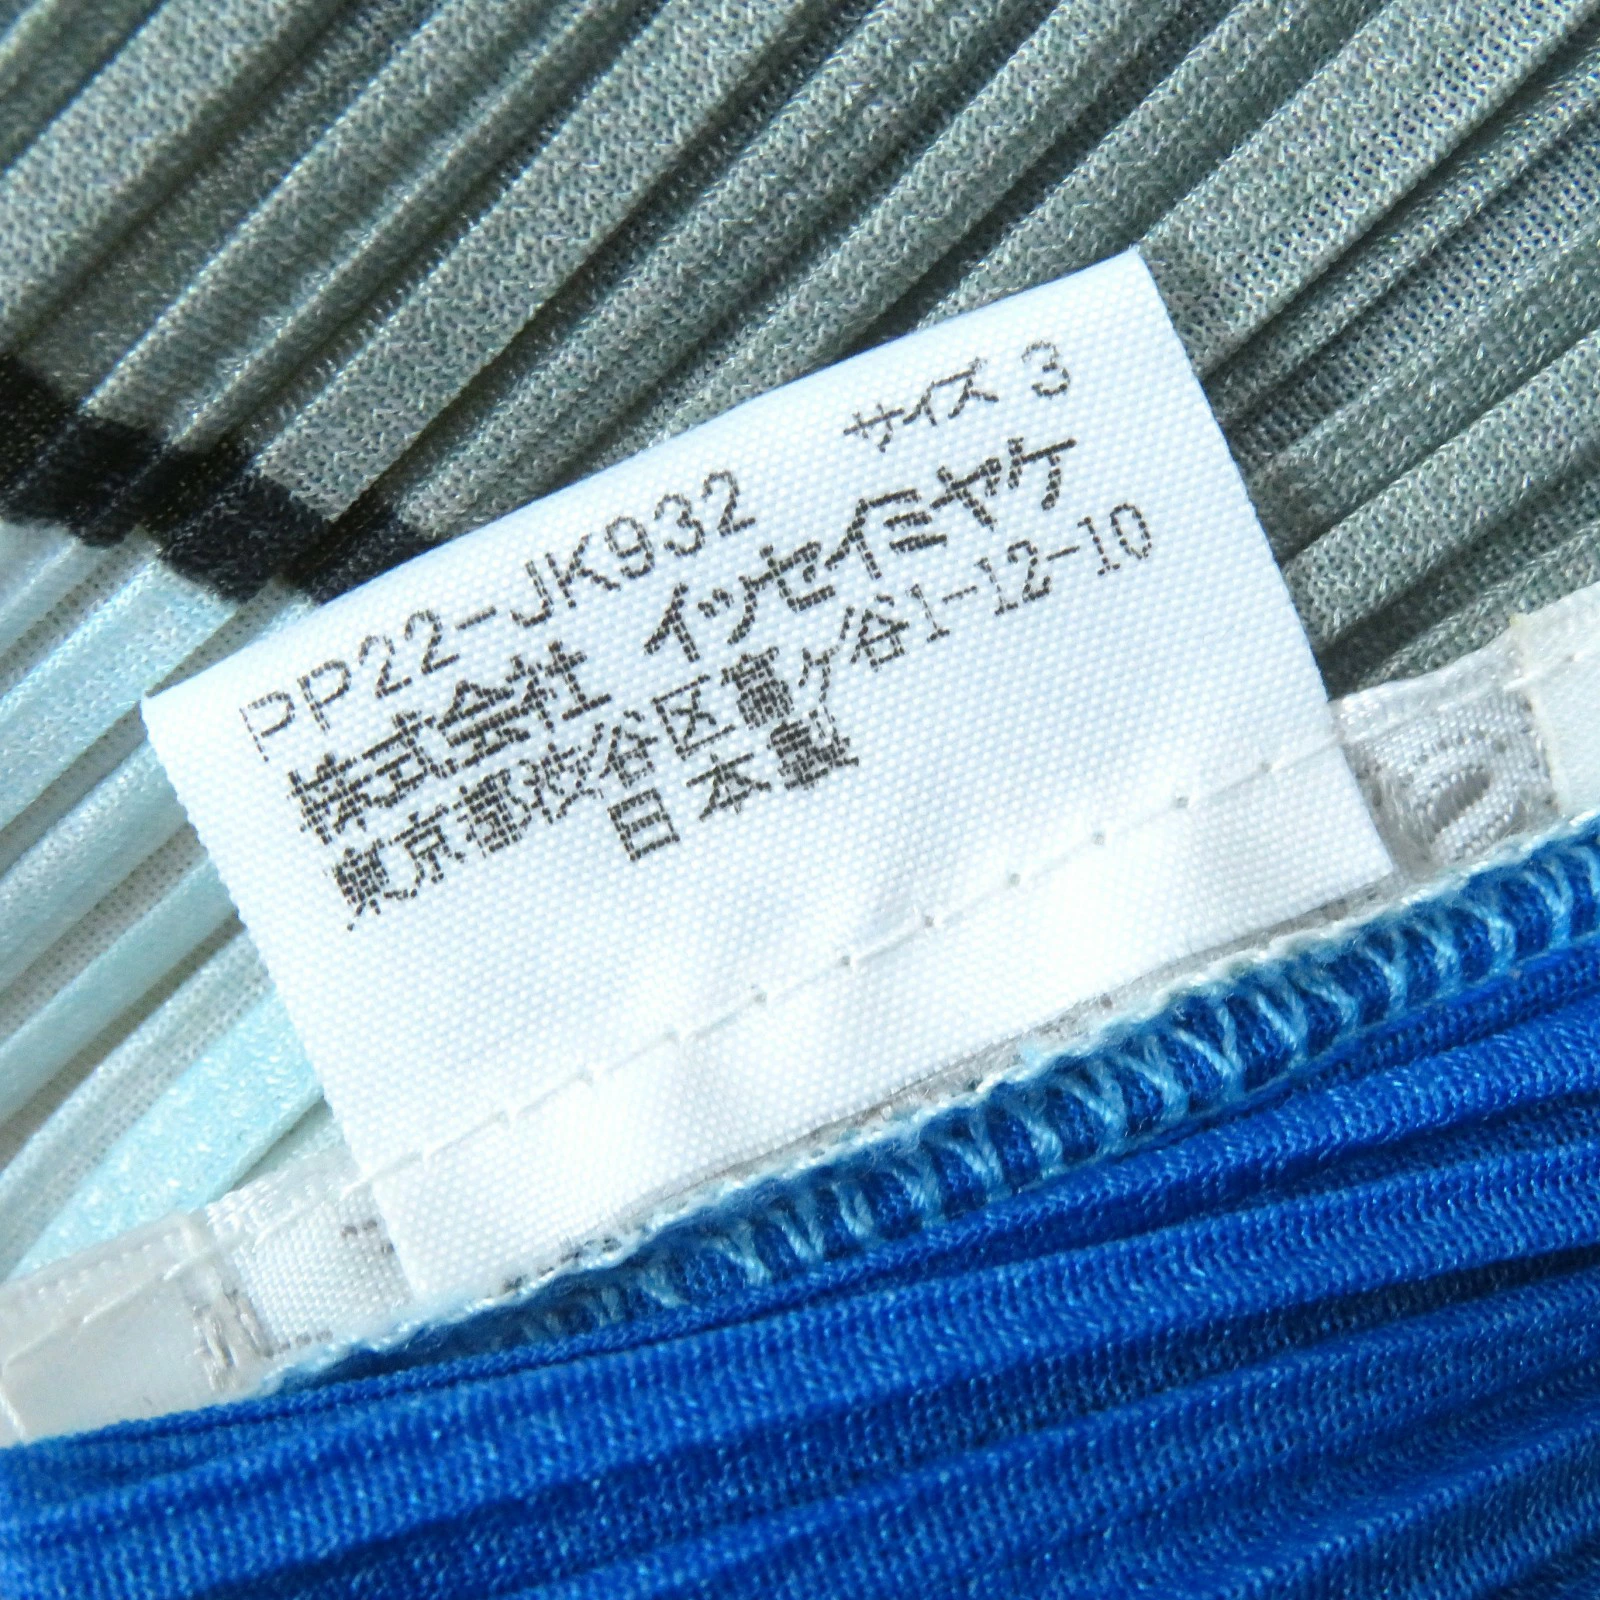 サイズ 3
PP22-JK932
株式会社 イッセイミヤケ
東京都渋谷区富ヶ谷1-12-10
日本製